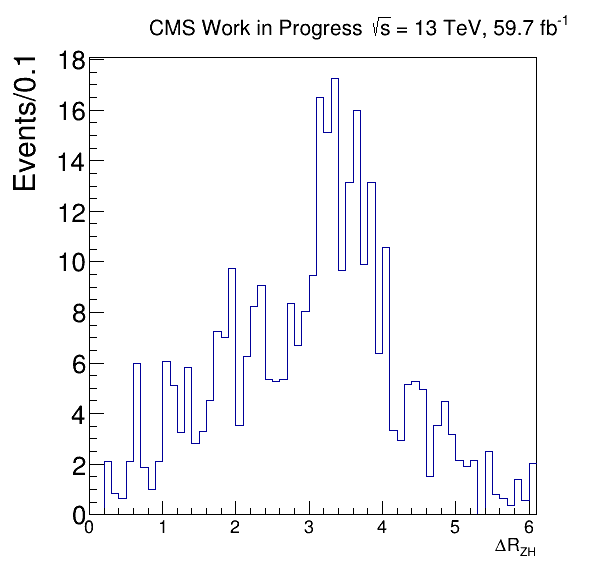 CMS Work in Progress √s = 13 TeV, 59.7 fb⁻¹
Events/0.1
18
16
14
12
10
8
6
4
2
0
0 1 2 3 4 5 6
ΔR_ZH